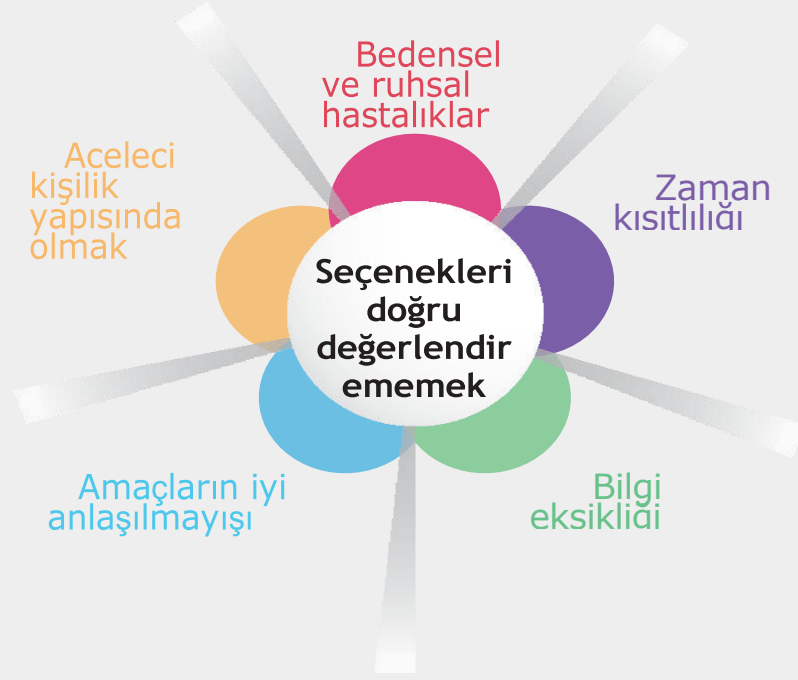 Bedensel
ve ruhsal
hastalıklar
Aceleci
kişilik
yapısında
olmak
Zaman
kısıtlılığı
Seçenekleri
doğru
değerlendir
ememek
Amaçların iyi
anlaşılmayışı
Bilgi
eksikliği